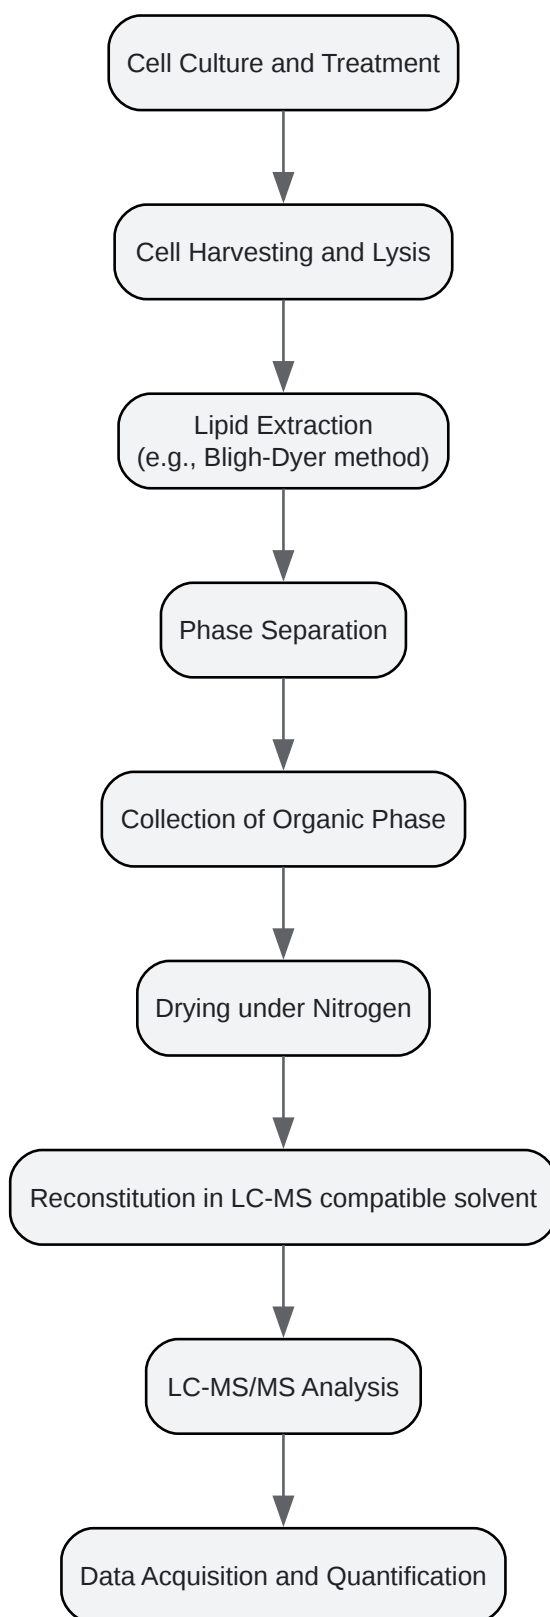 Cell Culture and Treatment
Cell Harvesting and Lysis
Lipid Extraction
(e.g., Bligh-Dyer method)
Phase Separation
Collection of Organic Phase
Drying under Nitrogen
Reconstitution in LC-MS compatible solvent
LC-MS/MS Analysis
Data Acquisition and Quantification